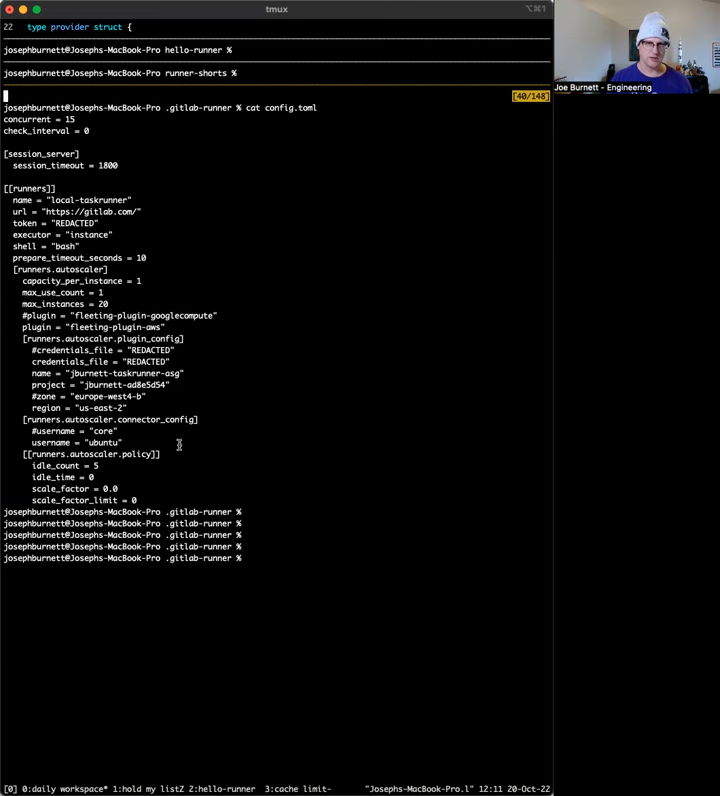 tmux
⌥⌘1
22 type provider struct {
josephburnett@Josephs-MacBook-Pro hello-runner %
josephburnett@Josephs-MacBook-Pro runner-shorts %
[40/148]
josephburnett@Josephs-MacBook-Pro .gitlab-runner % cat config.toml
concurrent = 15
check_interval = 0
[session_server]
session_timeout = 1800
[[runners]]
name = "local-taskrunner"
url = "https://gitlab.com/"
token = "REDACTED"
executor = "instance"
shell = "bash"
prepare_timeout_seconds = 10
[runners.autoscaler]
capacity_per_instance = 1
max_use_count = 1
max_instances = 20
#plugin = "fleeting-plugin-googlecompute"
plugin = "fleeting-plugin-aws"
[runners.autoscaler.plugin_config]
#credentials_file = "REDACTED"
credentials_file = "REDACTED"
name = "jburnett-taskrunner-asg"
project = "jburnett-ad8e5d54"
#zone = "europe-west4-b"
region = "us-east-2"
[runners.autoscaler.connector_config]
#username = "core"
username = "ubuntu"
[[runners.autoscaler.policy]]
idle_count = 5
idle_time = 0
scale_factor = 0.0
scale_factor_limit = 0
josephburnett@Josephs-MacBook-Pro .gitlab-runner %
josephburnett@Josephs-MacBook-Pro .gitlab-runner %
josephburnett@Josephs-MacBook-Pro .gitlab-runner %
josephburnett@Josephs-MacBook-Pro .gitlab-runner %
josephburnett@Josephs-MacBook-Pro .gitlab-runner %
[0] 0:daily workspace* 1:hold my listZ 2:hello-runner 3:cache limit- "Josephs-MacBook-Pro.l" 12:11 20-Oct-22
Joe Burnett - Engineering